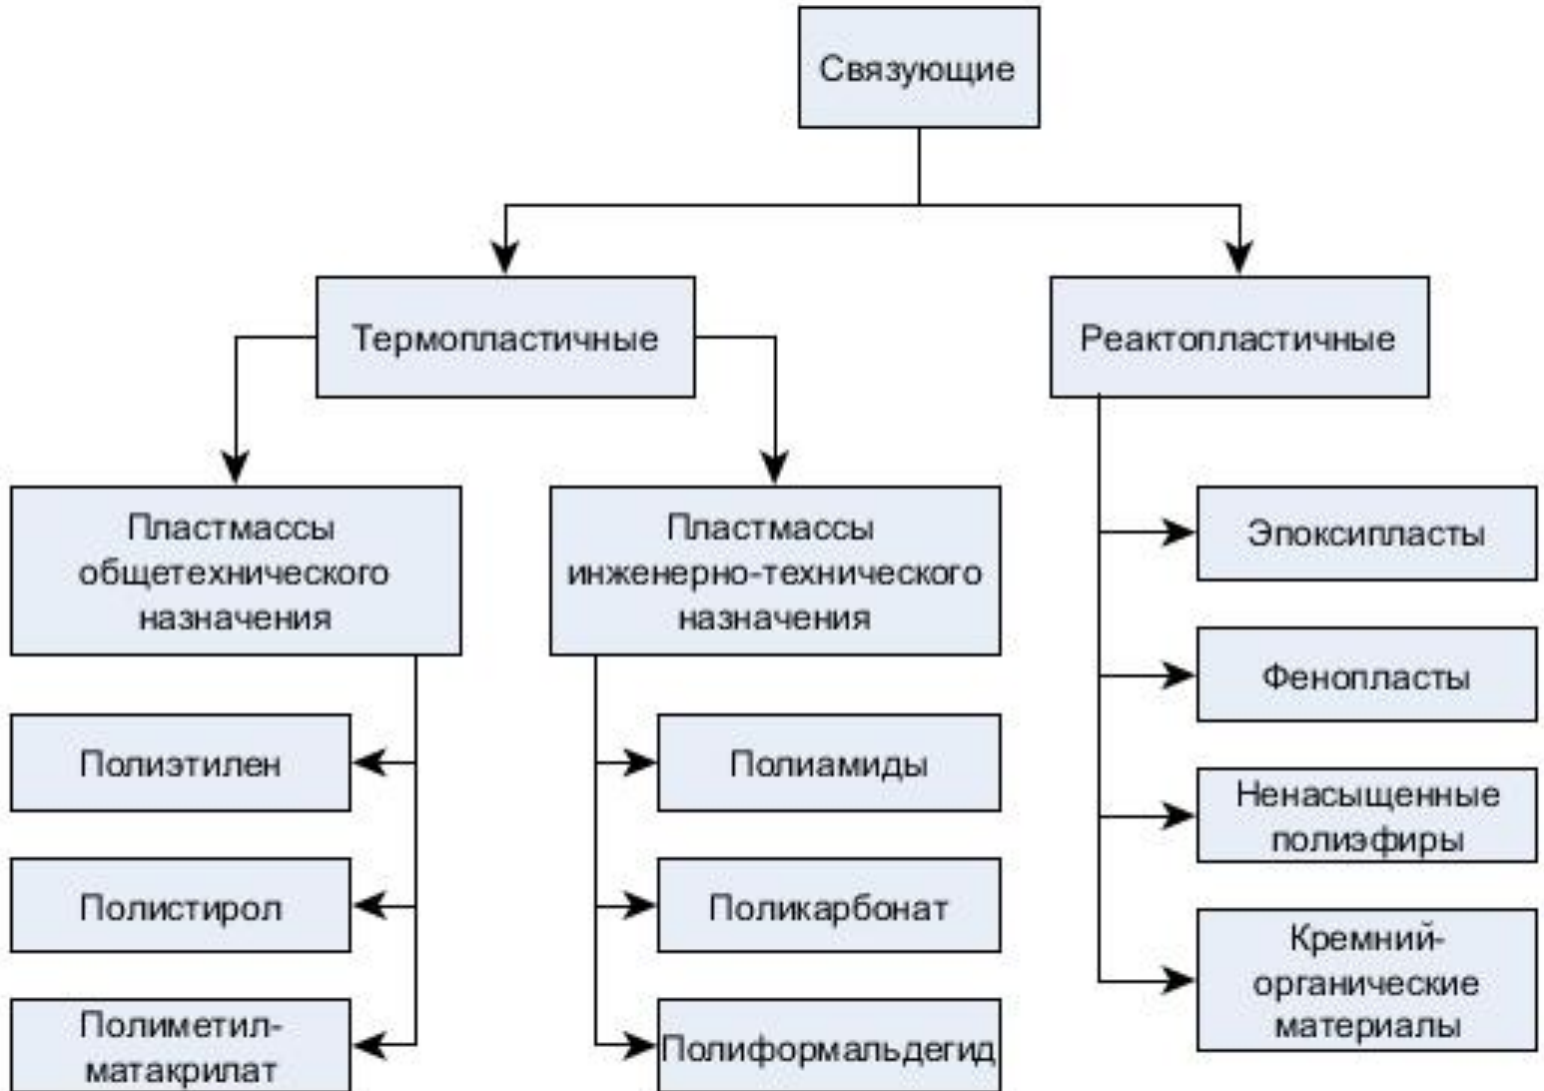 Связующие
Термопластичные
Реактопластичные
Пластмассы
общетехнического
назначения
Пластмассы
инженерно-технического
назначения
Эпоксипласты
Фенопласты
Ненасыщенные
полиэфиры
Кремний-
органические
материалы
Полиэтилен
Полистирол
Полиметил-
матакрилат
Полиамиды
Поликарбонат
Полиформальдегид